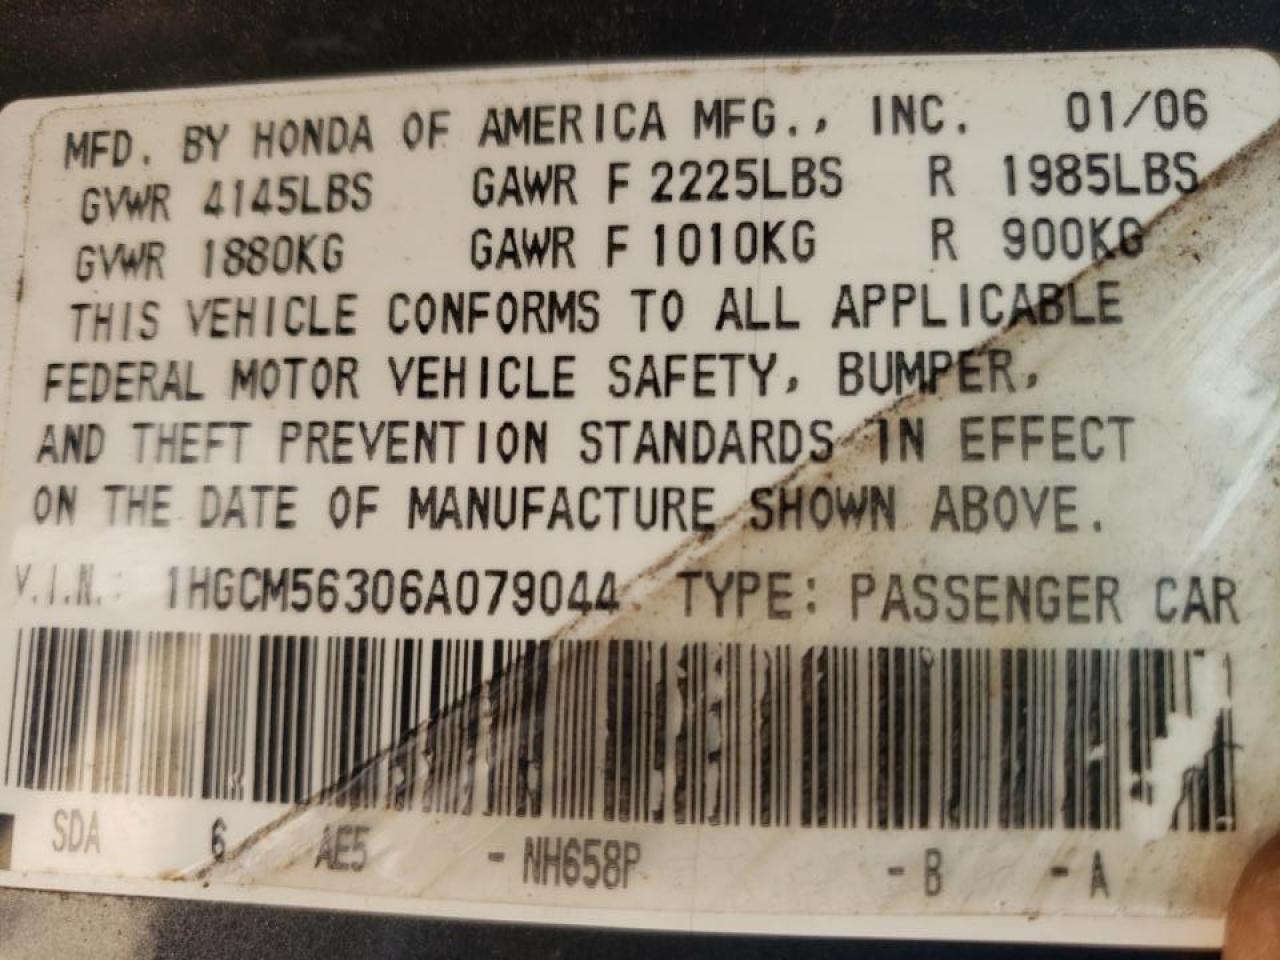 MFD. BY HONDA OF AMERICA MFG., INC. 01/06
GVWR 4145LBS GAWR F 2225LBS R 1985LBS
GVWR 1880KG GAWR F 1010KG R 900KG
THIS VEHICLE CONFORMS TO ALL APPLICABLE
FEDERAL MOTOR VEHICLE SAFETY, BUMPER,
AND THEFT PREVENTION STANDARDS IN EFFECT
ON THE DATE OF MANUFACTURE SHOWN ABOVE.
V.I.N.: 1HGCM56306A079044 TYPE: PASSENGER CAR
SDA 6 AE5 - NH658P - B - A